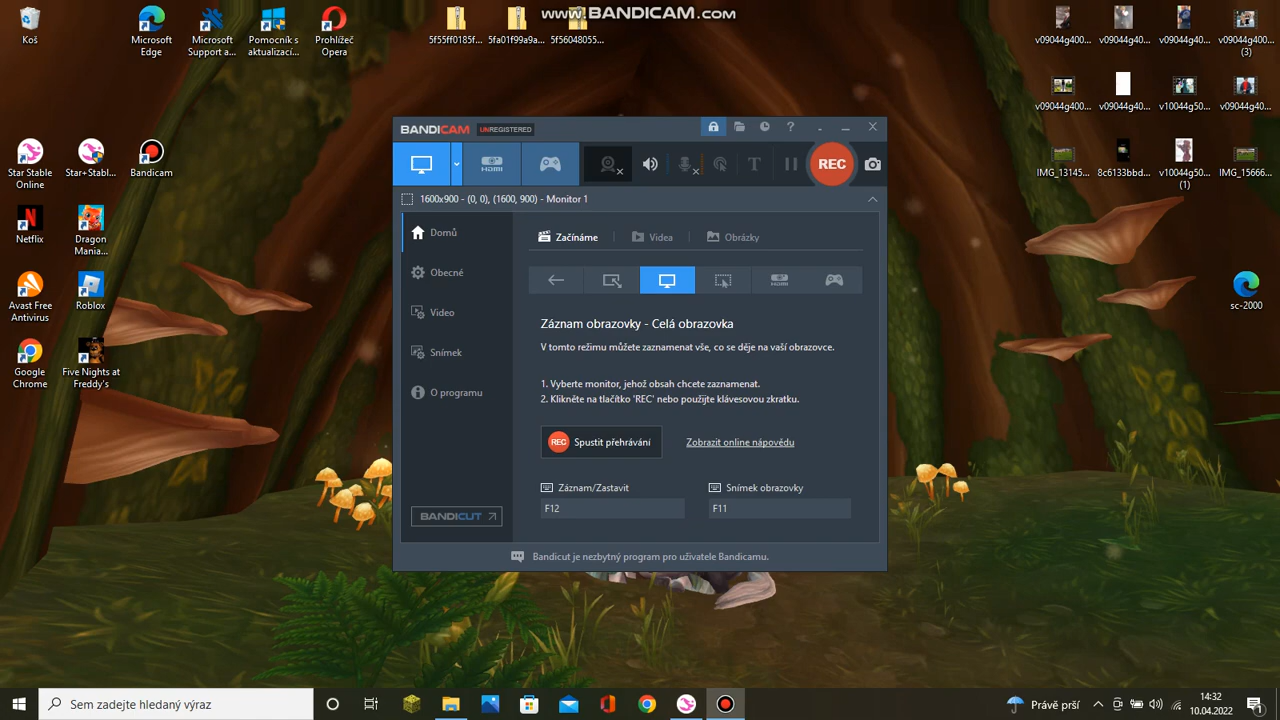 www.BANDICAM.com
Koš
Microsoft
Edge
Microsoft
Support a...
Pomocník s
aktualizací...
Prohlížeč
Opera
5f55ff0185f...
5fa01f99a9a...
5f56048055...
v09044g400...
v09044g400...
v09044g40...
v09044g400...
(3)
v09044g400...
v09044g40...
v10044g50...
v09044g40...
Star Stable
Online
Star+Stabl...
Bandicam
IMG_13145...
8c6133bbd...
v10044g50...
(1)
IMG_15666...
Netflix
Dragon
Mania...
Avast Free
Antivirus
Roblox
sc-2000
Google
Chrome
Five Nights at
Freddy's
BANDICAM UNREGISTERED
HDMI
T
REC
1600x900 - (0, 0), (1600, 900) - Monitor 1
Domů
Obecné
Video
Snímek
O programu
BANDICUT
Začínáme
Videa
Obrázky
HDMI
Záznam obrazovky - Celá obrazovka
V tomto režimu můžete zaznamenat vše, co se děje na vaší obrazovce.
1. Vyberte monitor, jehož obsah chcete zaznamenat.
2. Klikněte na tlačítko 'REC' nebo použijte klávesovou zkratku.
REC Spustit přehrávání
Zobrazit online nápovědu
Záznam/Zastavit
Snímek obrazovky
F12
F11
Bandicut je nezbytný program pro uživatele Bandicamu.
Sem zadejte hledaný výraz
Právě prší
14:32
10.04.2022
1